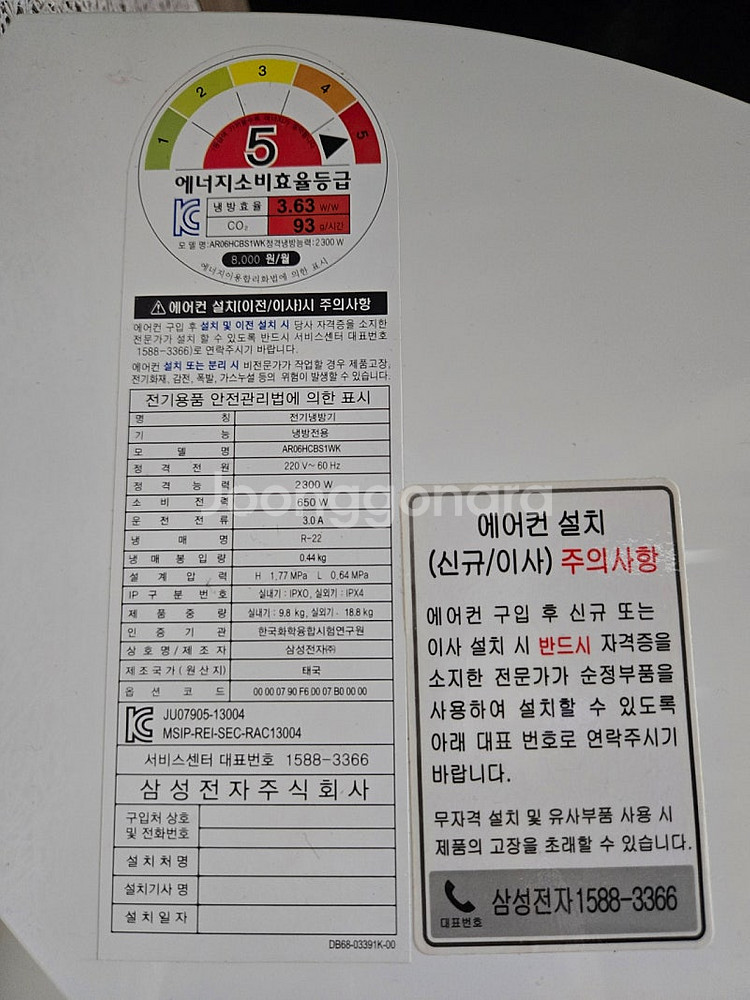 1 2 3 4 5
5
에너지소비효율등급
냉방효율 3.63 W/W
CO₂ 93 g/시간
모델명:AR06HCBS1WK 정격냉방능력:2300 W
8,000 원/월
에너지이용합리화법에 의한 표시
에어컨 설치(이전/이사)시 주의사항
에어컨 구입 후 설치 및 이전 설치 시 당사 자격증을 소지한
전문가가 설치 할 수 있도록 반드시 서비스센터 대표번호
1588-3366)로 연락주시기 바랍니다.
에어컨 설치 또는 분리 시 비전문가가 작업할 경우 제품고장,
전기화재, 감전, 폭발, 가스누설 등의 위험이 발생할 수 있습니다.
전기용품 안전관리법에 의한 표시
명 칭 전기냉방기
기 능 냉방전용
모 델 명 AR06HCBS1WK
정 격 전 원 220 V~ 60 Hz
정 격 능 력 2300 W
소 비 전 력 650 W
운 전 전 류 3.0 A
냉 매 명 R-22
냉 매 봉 입 량 0.44 kg
설 계 압 력 H 1.77 MPa L 0.64 MPa
IP 구 분 번 호 실내기 : IPX0, 실외기 : IPX4
제 품 중 량 실내기 : 9.8 kg, 실외기 : 18.8 kg
인 증 기 관 한국화학융합시험연구원
상 호 명 / 제 조 자 삼성전자㈜
제 조 국 가 ( 원 산 지 ) 태국
옵 션 코 드 00 00 07 90 F6 00 07 B0 00 00
JU07905-13004
MSIP-REI-SEC-RAC13004
서비스센터 대표번호 1588-3366
삼성전자주식회사
구입처 상호
및 전화번호
설 치 처 명
설치기사 명
설 치 일 자
DB68-03391K-00
Jbonggonara
에어컨 설치
(신규/이사) 주의사항
에어컨 구입 후 신규 또는
이사 설치 시 반드시 자격증을
소지한 전문가가 순정부품을
사용하여 설치할 수 있도록
아래 대표 번호로 연락주시기
바랍니다.
무자격 설치 및 유사부품 사용 시
제품의 고장을 초래할 수 있습니다.
대표번호 삼성전자 1588-3366